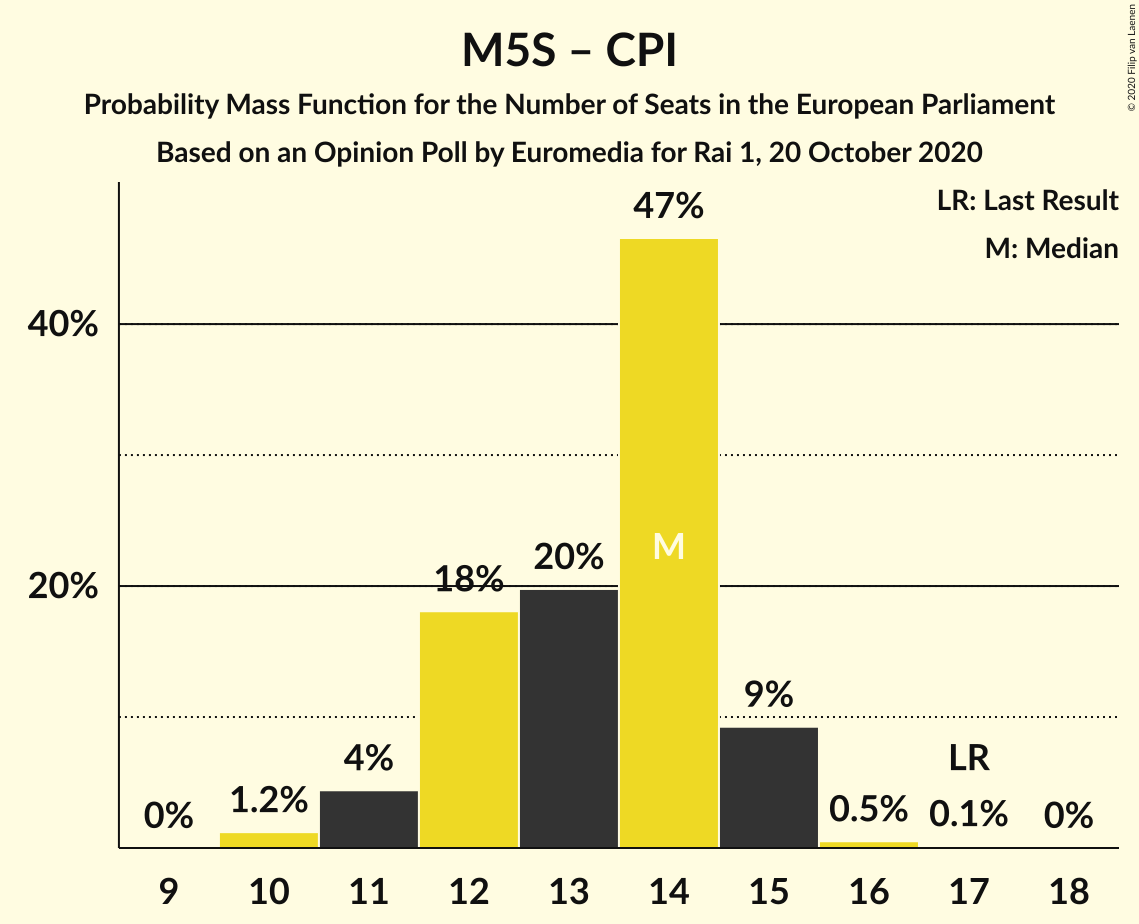 © 2020 Filip van Laenen
M5S – CPI
Probability Mass Function for the Number of Seats in the European Parliament
Based on an Opinion Poll by Euromedia for Rai 1, 20 October 2020
LR: Last Result
M: Median
47%
40%
M
20%
18%
20%
9%
4%
LR
0%
1.2%
0.5%
0.1%
0%
9 10 11 12 13 14 15 16 17 18